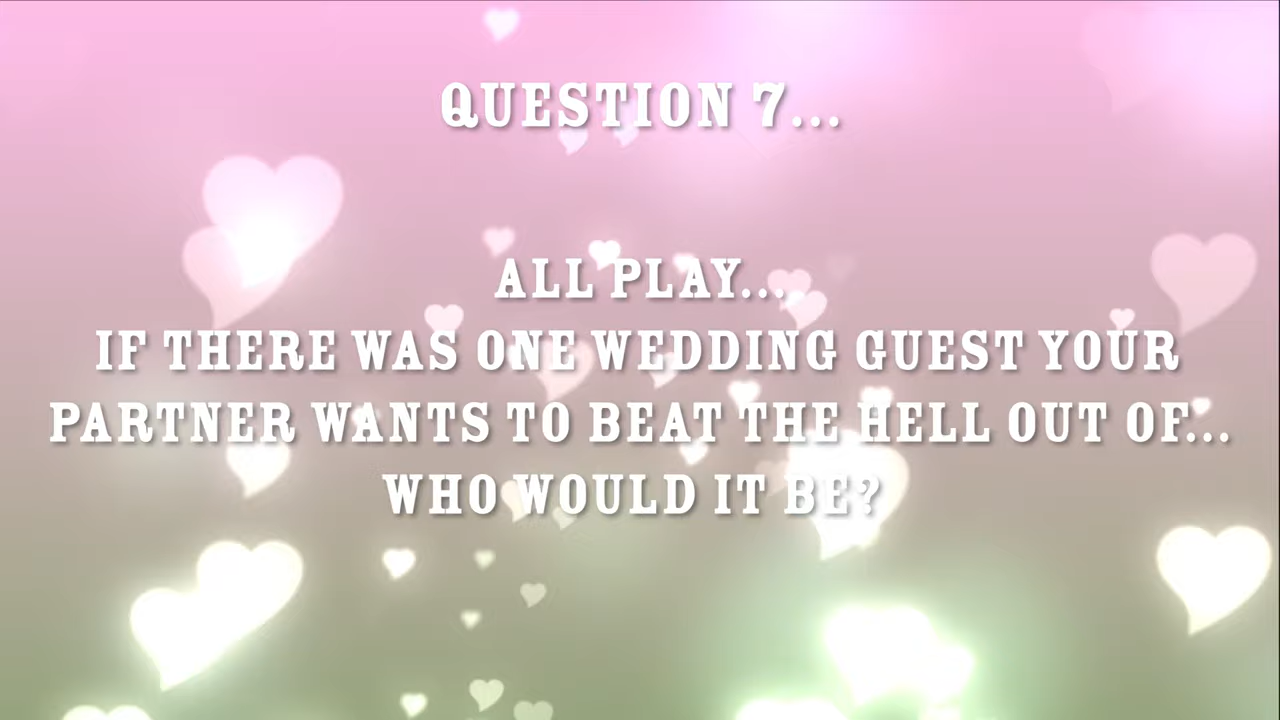 QUESTION 7...
ALL PLAY...
IF THERE WAS ONE WEDDING GUEST YOUR
PARTNER WANTS TO BEAT THE HELL OUT OF...
WHO WOULD IT BE?